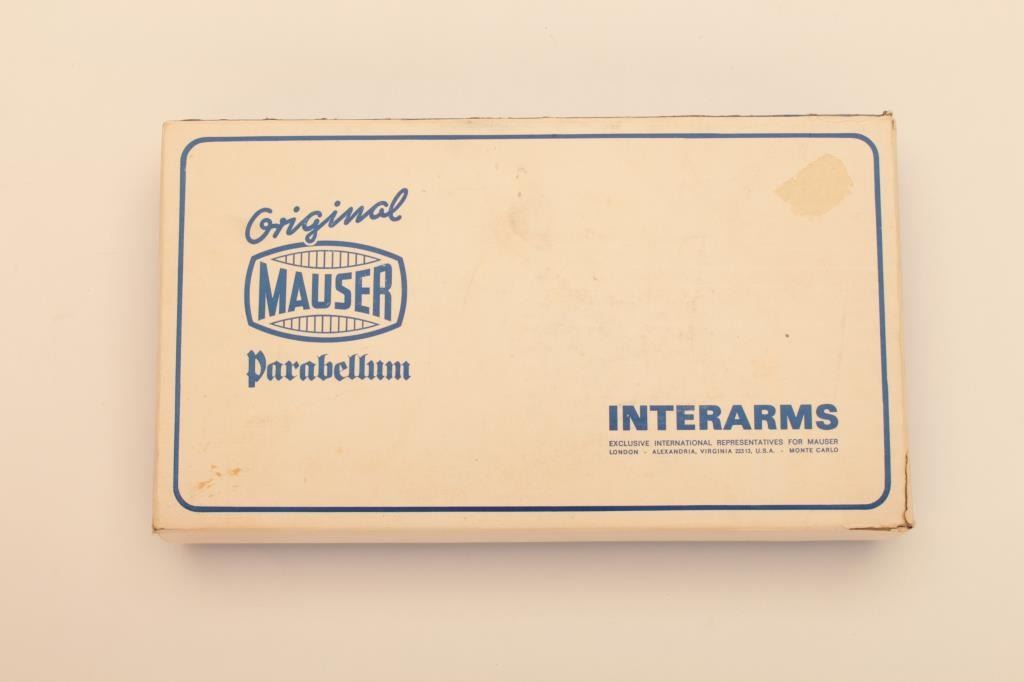 Original
MAUSER
Parabellum
INTERARMS
EXCLUSIVE INTERNATIONAL REPRESENTATIVES FOR MAUSER
LONDON - ALEXANDRIA, VIRGINIA 22313, U.S.A. - MONTE CARLO